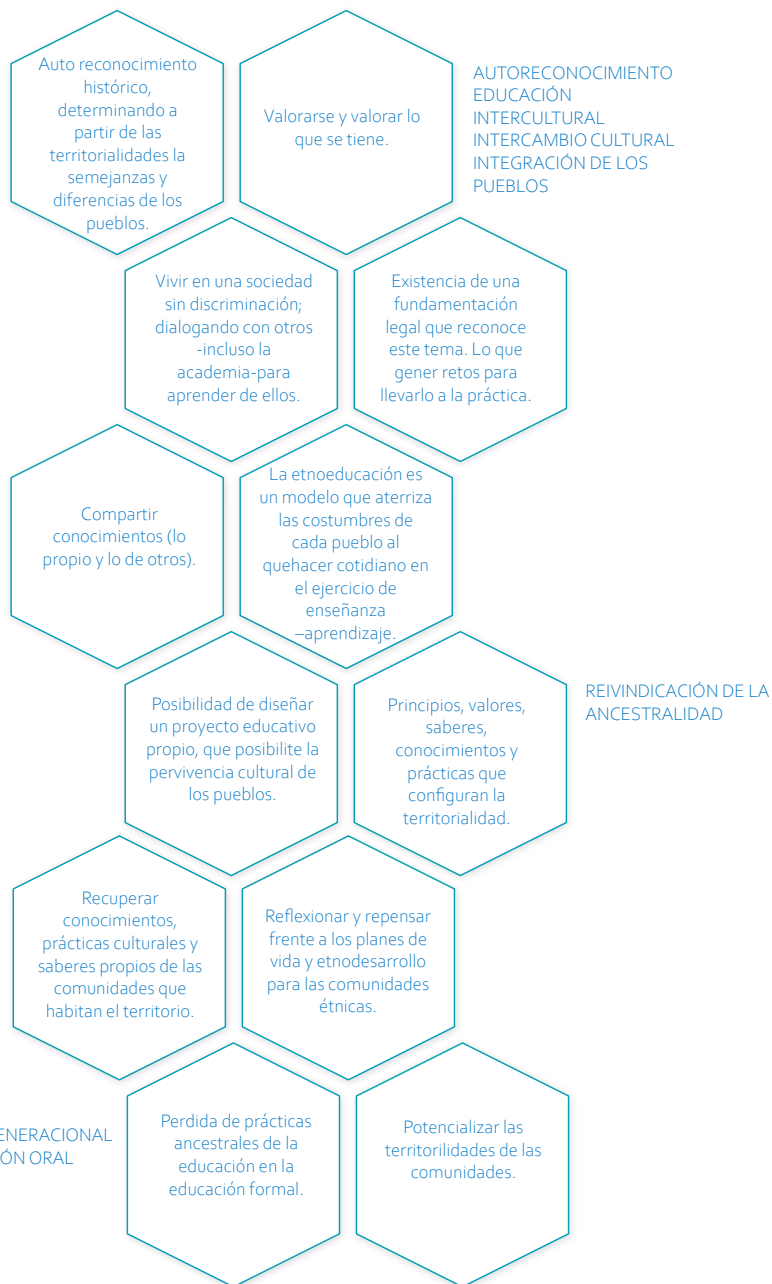 Auto reconocimiento
histórico,
determinando a
partir de las
territorialidades la
semejanzas y
diferencias de los
pueblos.
Valorarse y valorar lo
que se tiene.
AUTORECONOCIMIENTO
EDUCACIÓN
INTERCULTURAL
INTERCAMBIO CULTURAL
INTEGRACIÓN DE LOS
PUEBLOS
Vivir en una sociedad
sin discriminación;
dialogando con otros
-incluso la
academia-para
aprender de ellos.
Existencia de una
fundamentación
legal que reconoce
este tema. Lo que
gener retos para
llevarlo a la práctica.
Compartir
conocimientos (lo
propio y lo de otros).
La etnoeducación es
un modelo que aterriza
las costumbres de
cada pueblo al
quehacer cotidiano en
el ejercicio de
enseñanza
–aprendizaje.
Posibilidad de diseñar
un proyecto educativo
propio, que posibilite la
pervivencia cultural de
los pueblos.
Principios, valores,
saberes,
conocimientos y
prácticas que
configuran la
territorialidad.
REIVINDICACIÓN DE LA
ANCESTRALIDAD
Recuperar
conocimientos,
prácticas culturales y
saberes propios de las
comunidades que
habitan el territorio.
Reflexionar y repensar
frente a los planes de
vida y etnodesarrollo
para las comunidades
étnicas.
ENERACIONAL
ÓN ORAL
Perdida de prácticas
ancestrales de la
educación en la
educación formal.
Potencializar las
territorilidades de las
comunidades.